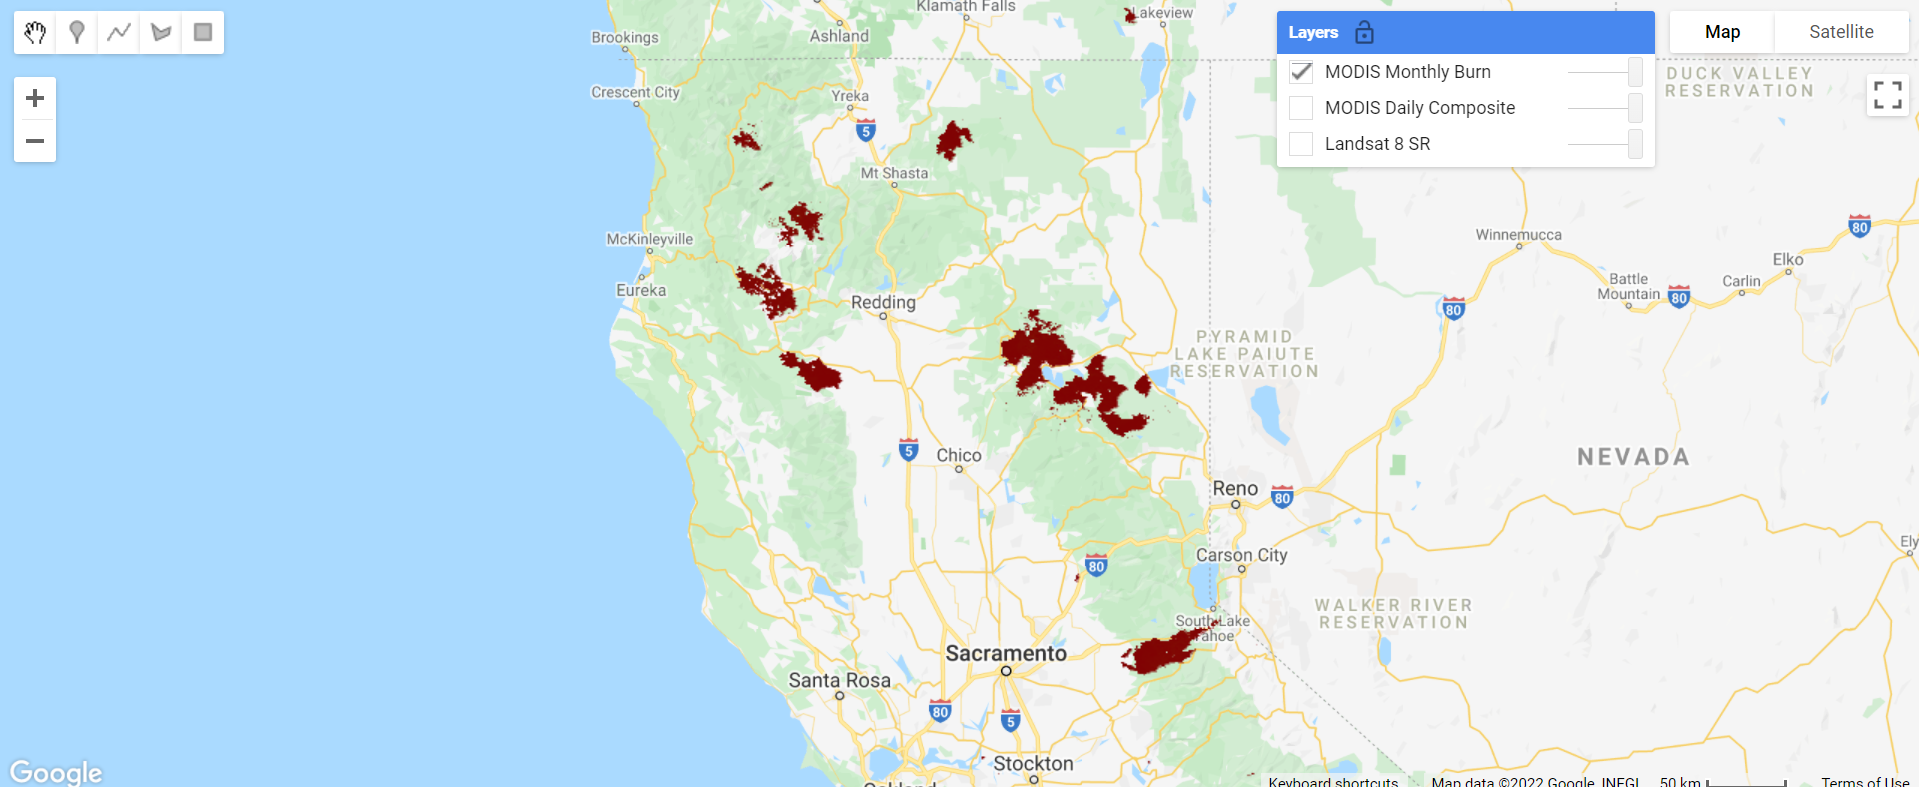 Klamath Falls
Lakeview
Ashland
Brookings
Layers
Map
Satellite
MODIS Monthly Burn
MODIS Daily Composite
Landsat 8 SR
DUCK VALLEY
RESERVATION
Crescent City
Yreka
5
Mt Shasta
McKinleyville
Winnemucca
80
Elko
Battle
Mountain
80
Carlin
Eureka
Redding
80
PYRAMID
LAKE PAIUTE
RESERVATION
5
Chico
NEVADA
Reno
80
Carson City
Ely
80
WALKER RIVER
RESERVATION
South Lake
Tahoe
Sacramento
Santa Rosa
80
5
Stockton
Oakland
Google
Keyboard shortcuts
Map data ©2022 Google, INEGI
50 km
Terms of Use